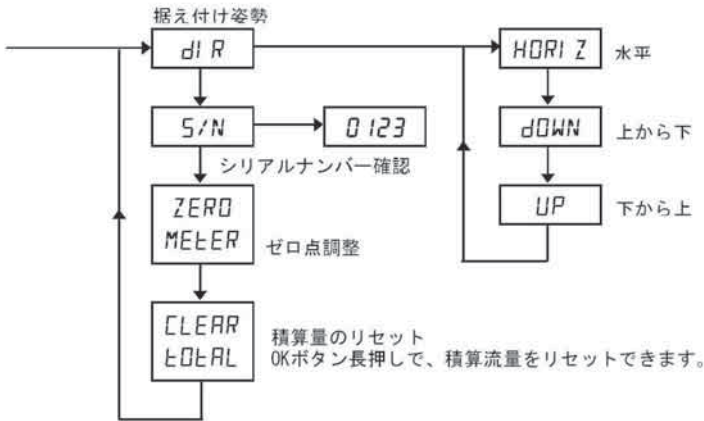 据え付け姿勢
dIR
HORIZ
水平
S/N
0123
dOWN
上から下
シリアルナンバー確認
ZERO
MEtER
ゼロ点調整
UP
下から上
CLEAR
tOtAL
積算量のリセット
OKボタン長押しで、積算流量をリセットできます。